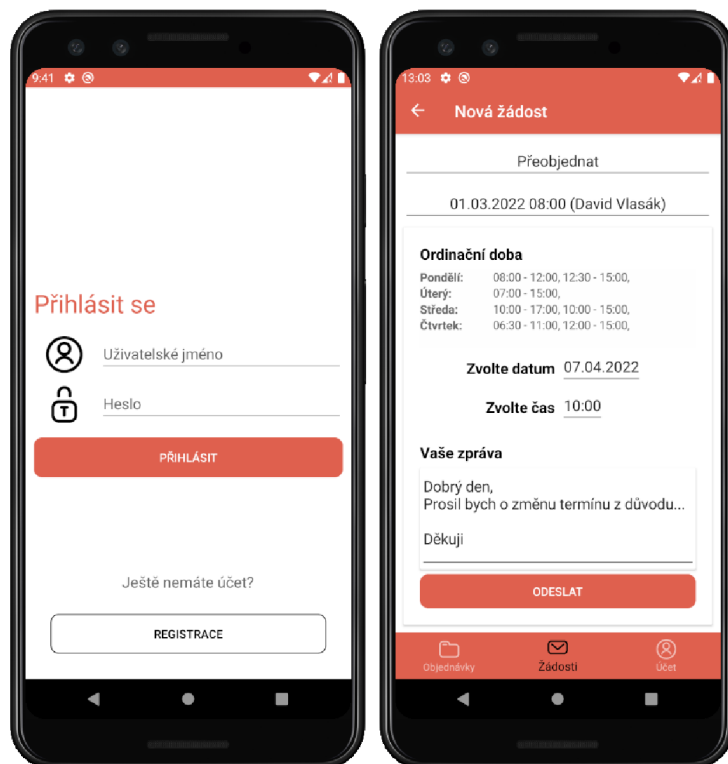 9:41
Přihlásit se
Uživatelské jméno
T
Heslo
PŘIHLÁSIT
Ještě nemáte účet?
REGISTRACE
13:03
Nová žádost
Přeobjednat
01.03.2022 08:00 (David Vlasák)
Ordinační doba
Pondělí: 08:00 - 12:00, 12:30 - 15:00,
Úterý: 07:00 - 15:00,
Středa: 10:00 - 17:00, 10:00 - 15:00,
Čtvrtek: 06:30 - 11:00, 12:00 - 15:00,
Zvolte datum 07.04.2022
Zvolte čas 10:00
Vaše zpráva
Dobrý den,
Prosil bych o změnu termínu z důvodu...
Děkuji
ODESLAT
Objednávky Žádosti Účet